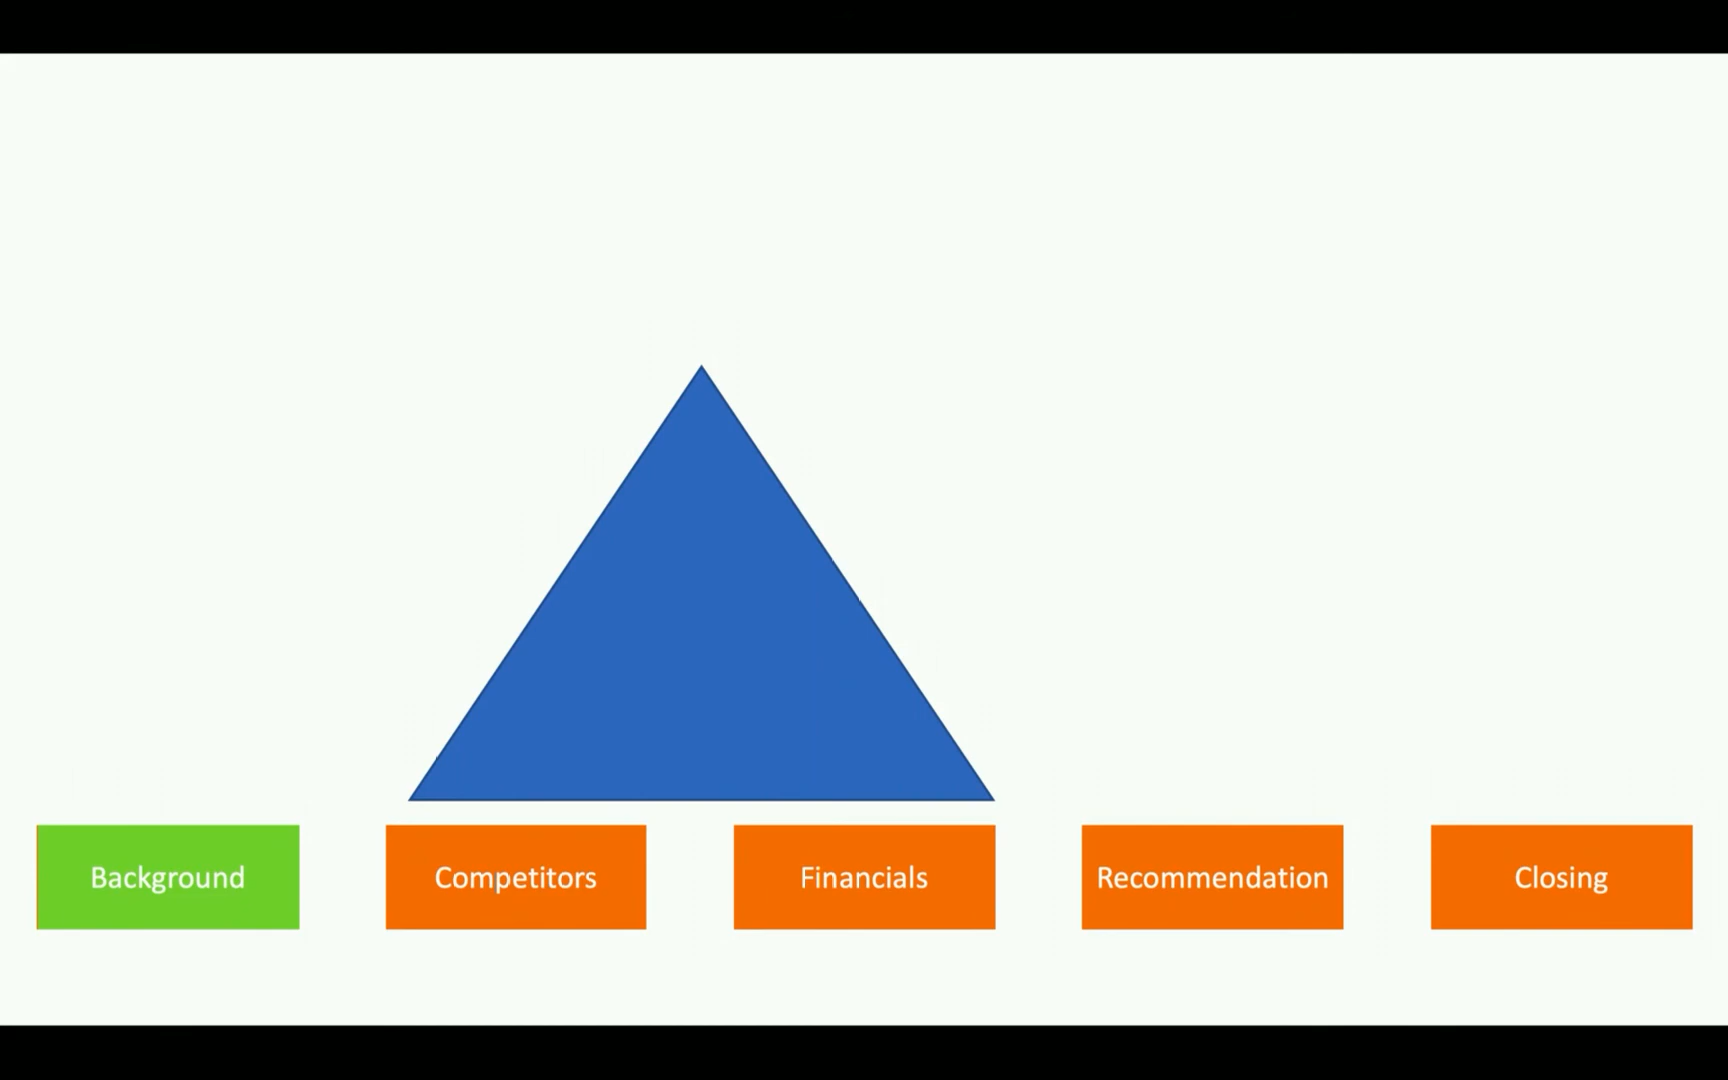 Background
Competitors
Financials
Recommendation
Closing